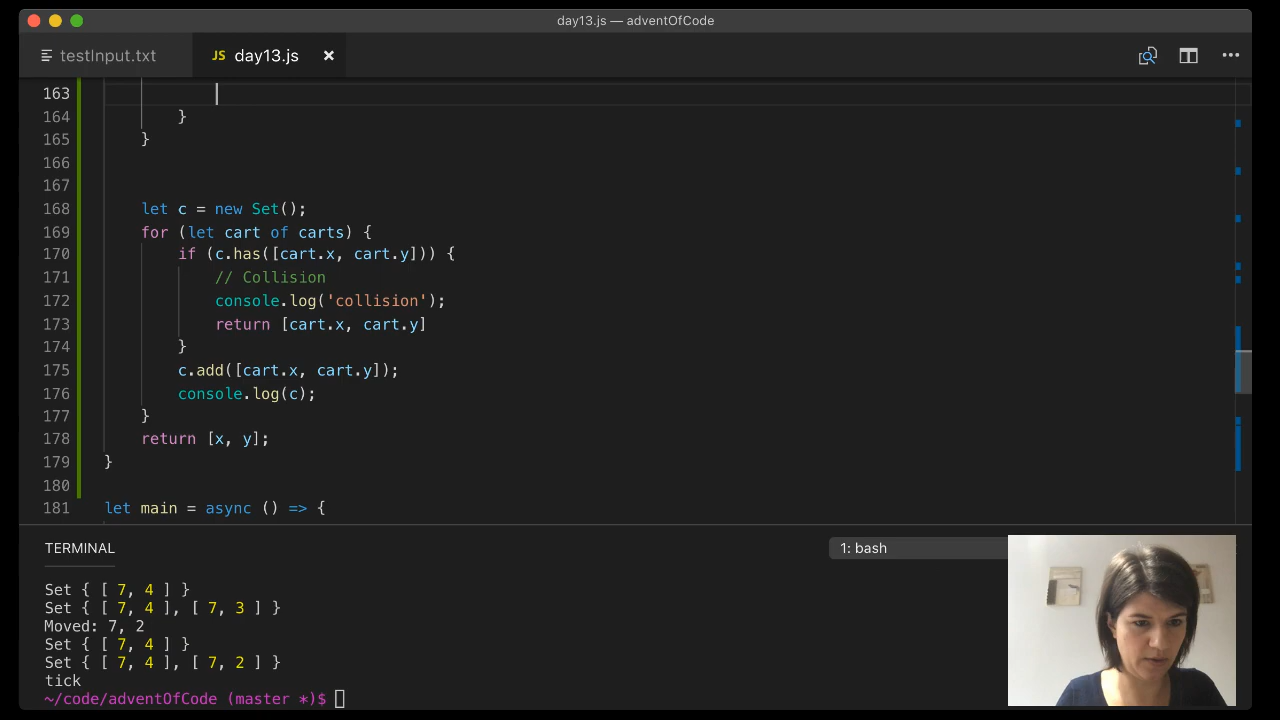 day13.js — adventOfCode
testInput.txt
JS day13.js ×
163
164 }
165 }
166
167
168 let c = new Set();
169 for (let cart of carts) {
170 if (c.has([cart.x, cart.y])) {
171 // Collision
172 console.log('collision');
173 return [cart.x, cart.y]
174 }
175 c.add([cart.x, cart.y]);
176 console.log(c);
177 }
178 return [x, y];
179 }
180
181 let main = async () => {
TERMINAL
1: bash
Set { [ 7, 4 ] }
Set { [ 7, 4 ], [ 7, 3 ] }
Moved: 7, 2
Set { [ 7, 4 ] }
Set { [ 7, 4 ], [ 7, 2 ] }
tick
~/code/adventOfCode (master *)$